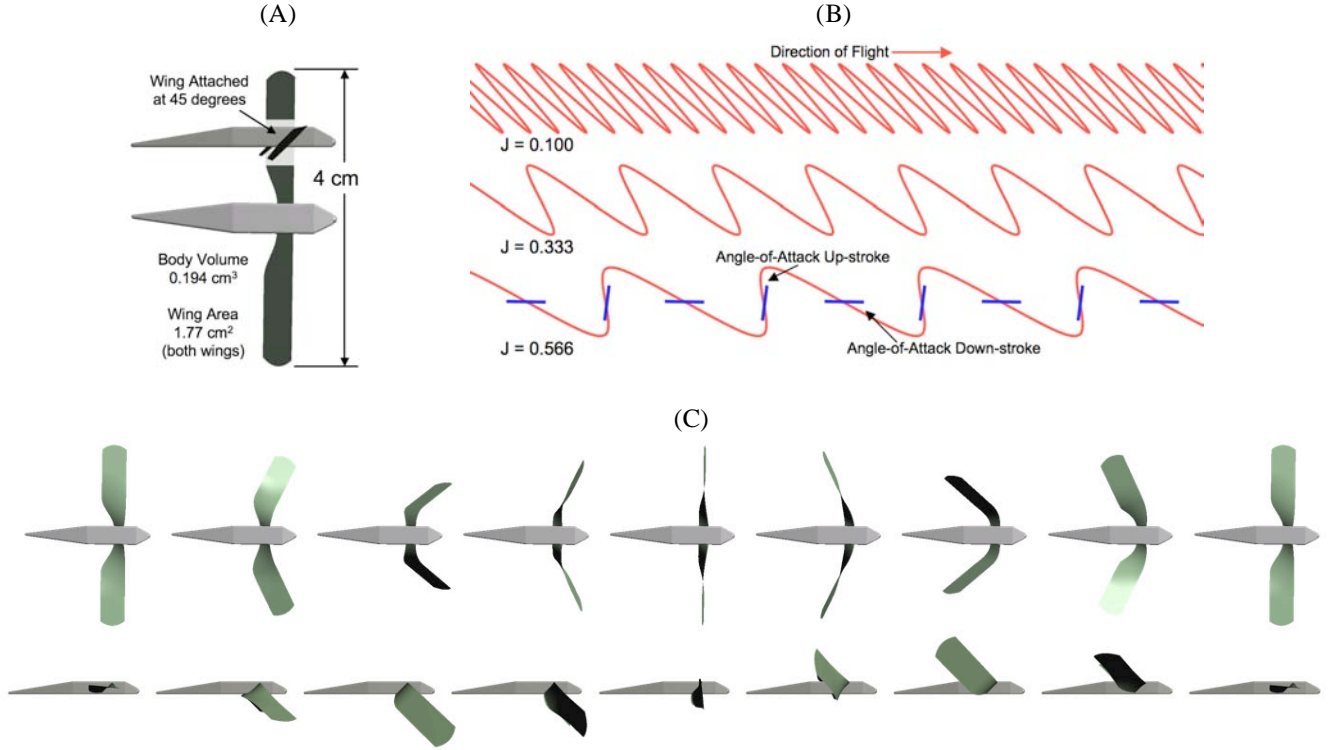 (A)
(B)
Wing Attached
at 45 degrees
4 cm
Body Volume
0.194 cm³
Wing Area
1.77 cm²
(both wings)
Direction of Flight
J = 0.100
J = 0.333
Angle-of-Attack Up-stroke
J = 0.566
Angle-of-Attack Down-stroke
(C)